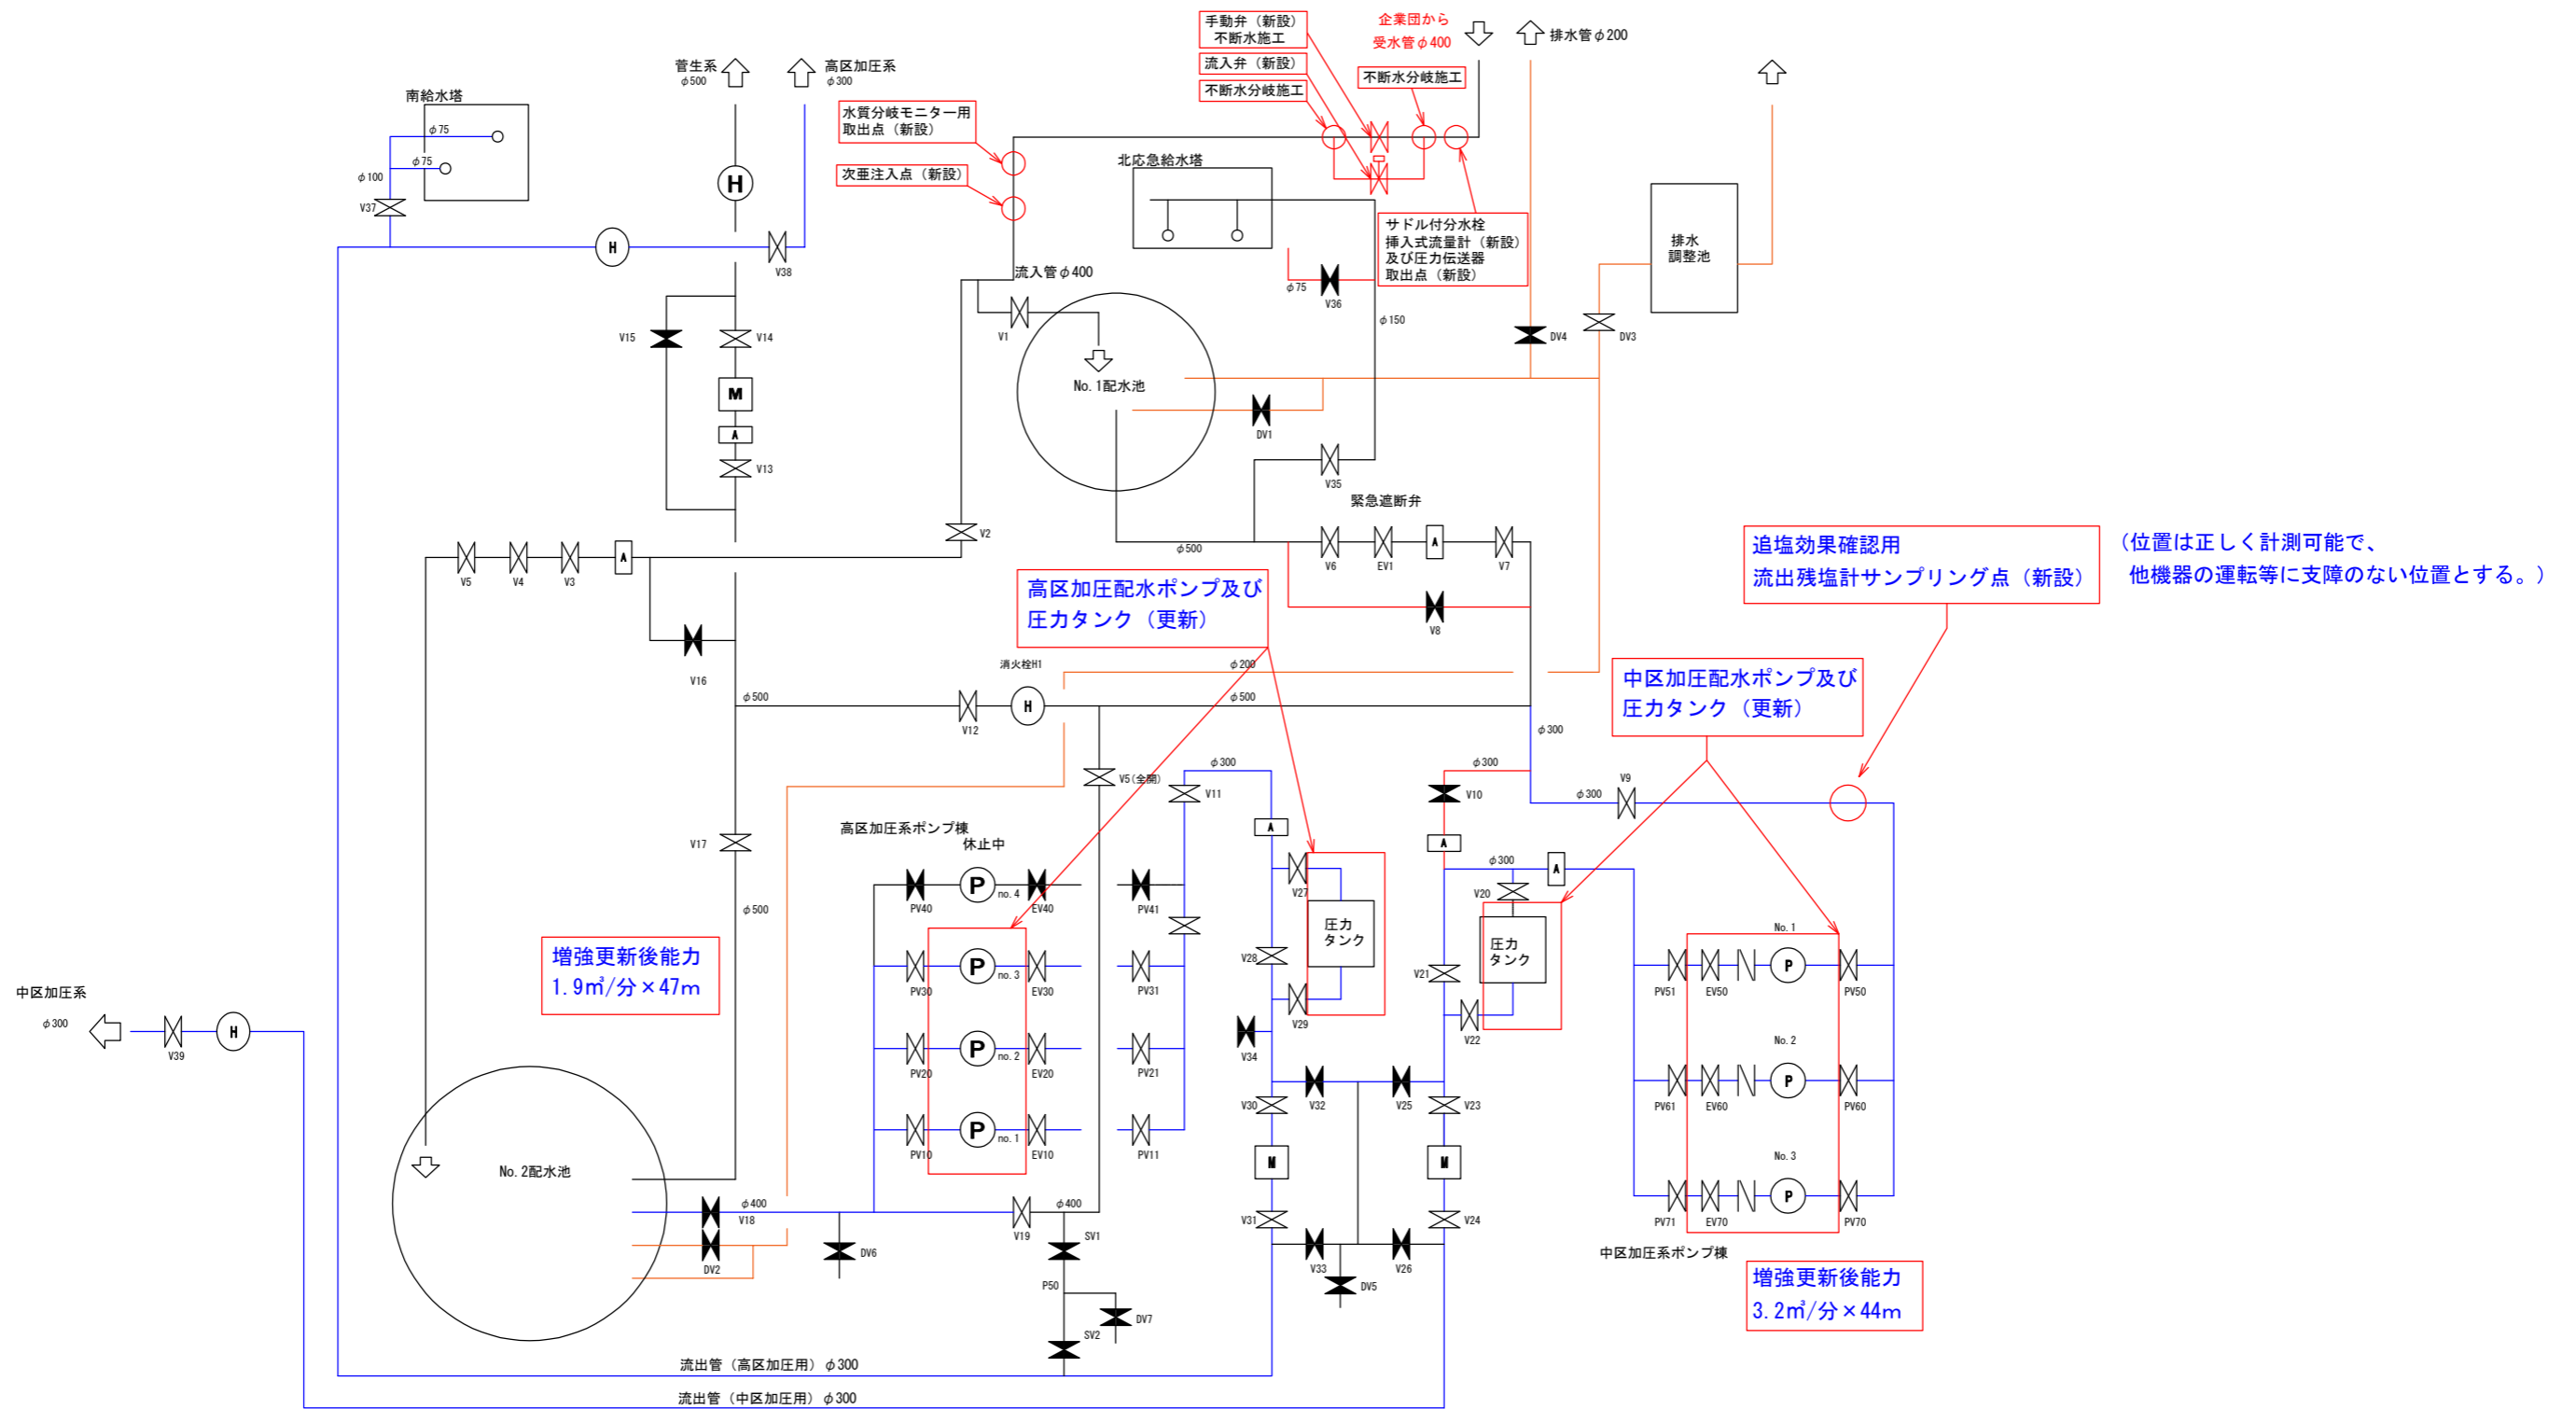 手動弁（新設）
不断水施工
流入弁（新設）
不断水分岐施工
企業団から
受水管φ400
不断水分岐施工
排水管φ200
菅生系
φ500
高区加圧系
φ300
南給水塔
φ75
φ75
φ100
V37
H
H
V38
水質分岐モニター用
取出点（新設）
次亜注入点（新設）
北応急給水塔
サドル付分水栓
挿入式流量計（新設）
及び圧力伝送器
取出点（新設）
排水
調整池
流入管φ400
V1
φ75
V36
φ150
DV4
DV3
V15
V14
M
A
V13
No.1配水池
DV1
V35
緊急遮断弁
V2
φ500
V6
EV1
A
V7
V5
V4
V3
A
V8
追塩効果確認用
流出残塩計サンプリング点（新設）
（位置は正しく計測可能で、
他機器の運転等に支障のない位置とする。）
高区加圧配水ポンプ及び
圧力タンク（更新）
V16
消火栓H1
φ200
φ500
V12
H
φ500
中区加圧配水ポンプ及び
圧力タンク（更新）
φ300
V5(全開)
φ300
V11
φ300
V10
φ300
V9
V17
高区加圧系ポンプ棟
休止中
A
A
φ300
A
φ500
PV40
P
no.4
EV40
PV41
V27
圧力
タンク
V20
圧力
タンク
No.1
増強更新後能力
1.9㎥/分×47m
PV30
P
no.3
EV30
PV31
V28
V29
V21
V22
PV51
EV50
P
PV50
中区加圧系
φ300
V39
H
PV20
P
no.2
EV20
PV21
V34
No.2
PV61
EV60
P
PV60
V30
V32
V25
V23
PV10
P
no.1
EV10
PV11
M
M
No.3
PV71
EV70
P
PV70
No.2配水池
φ400
V18
φ400
V19
V31
V24
DV2
DV6
SV1
V33
V26
DV5
中区加圧系ポンプ棟
P50
DV7
SV2
増強更新後能力
3.2㎥/分×44m
流出管（高区加圧用）φ300
流出管（中区加圧用）φ300